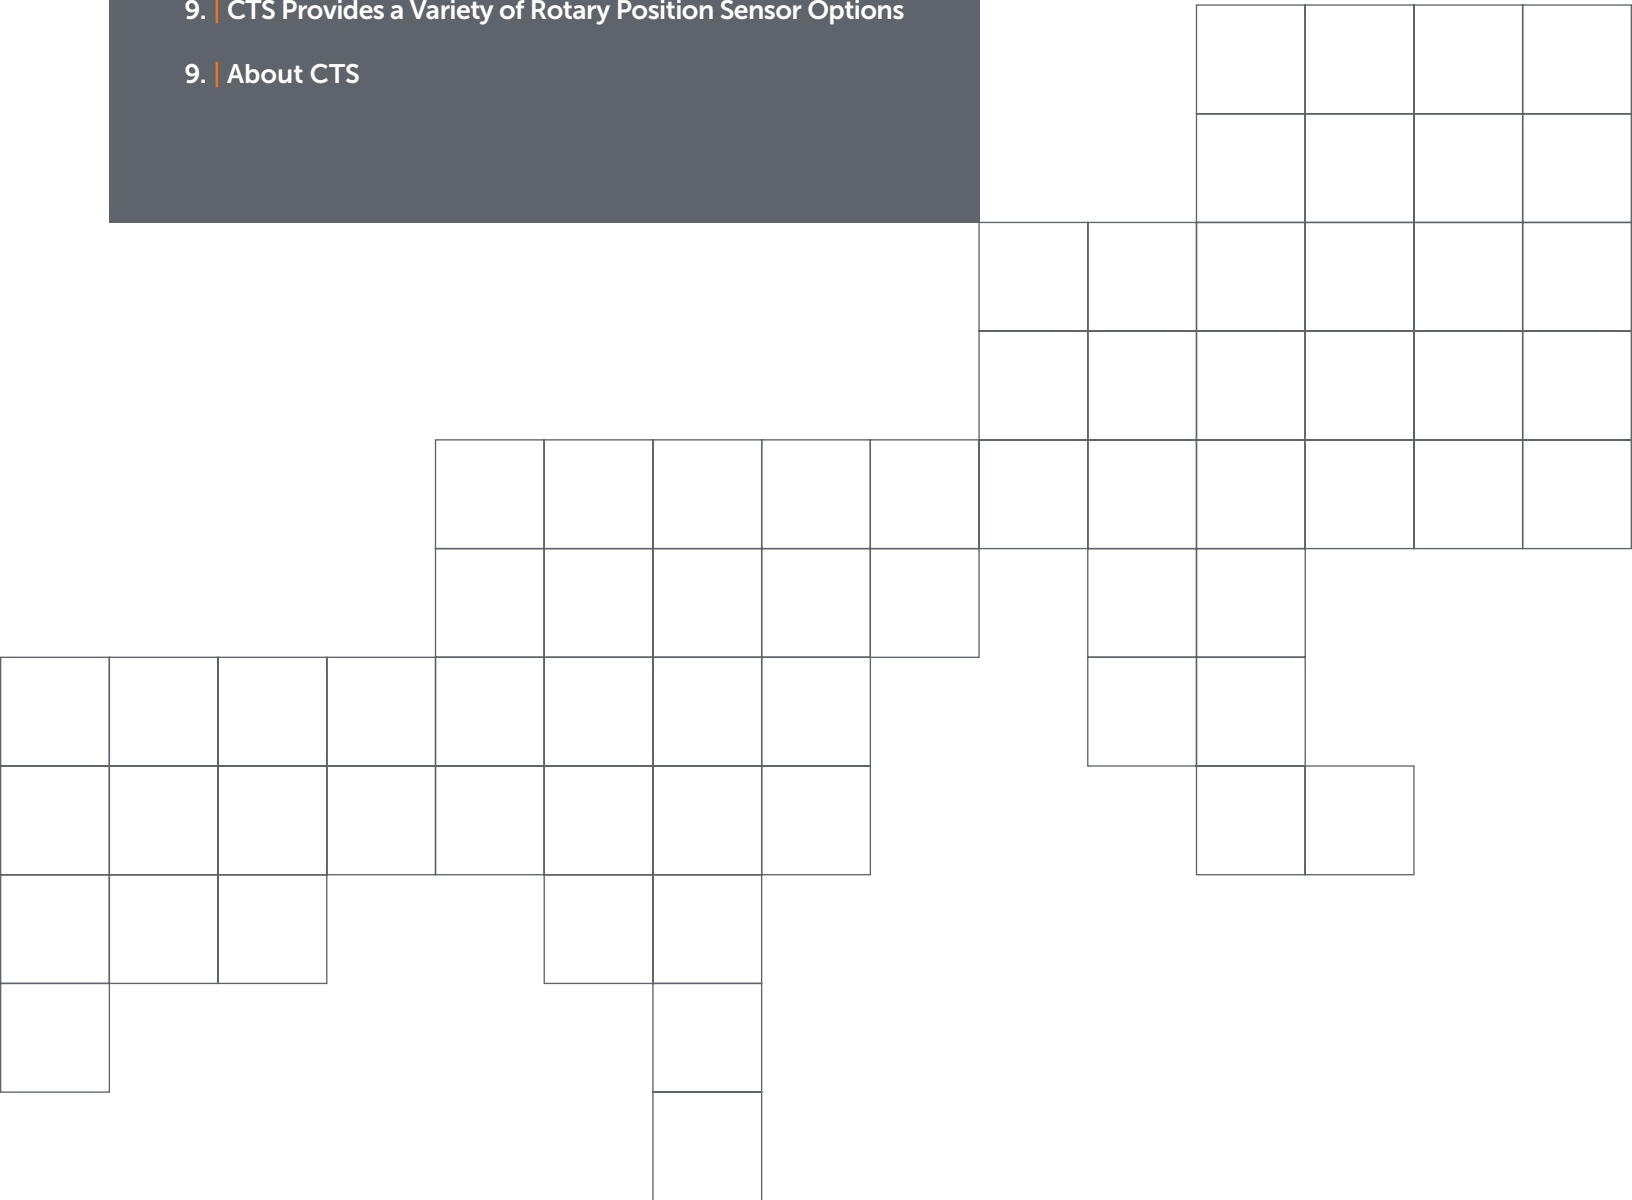 9. | CTS Provides a Variety of Rotary Position Sensor Options
9. | About CTS